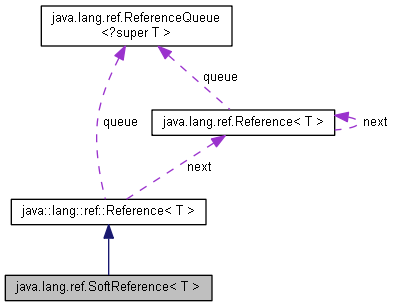 java.lang.ref.ReferenceQueue
<?super T >
queue
java.lang.ref.Reference< T >
queue
next
next
java::lang::ref::Reference< T >
java.lang.ref.SoftReference< T >